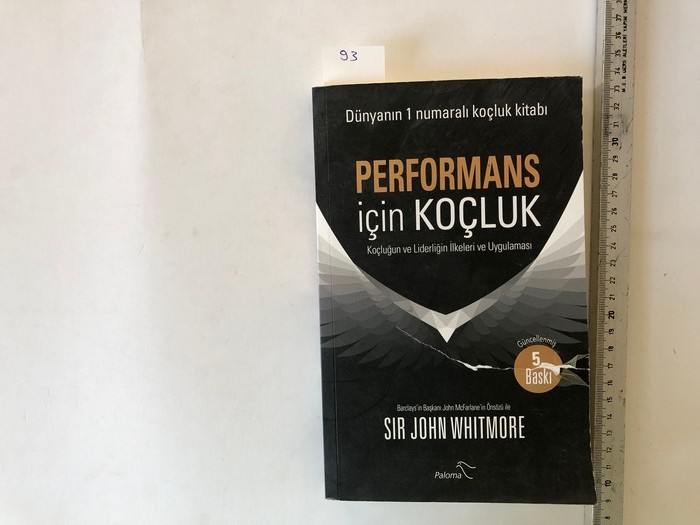 93
Dünyanın 1 numaralı koçluk kitabı
PERFORMANS
için KOÇLUK
Koçluğun ve Liderliğin İlkeleri ve Uygulaması
Güncellenmiş
5.
Baskı
Barclays'in Başkanı John McFarlane'in Önsözü ile
SIR JOHN WHITMORE
Paloma